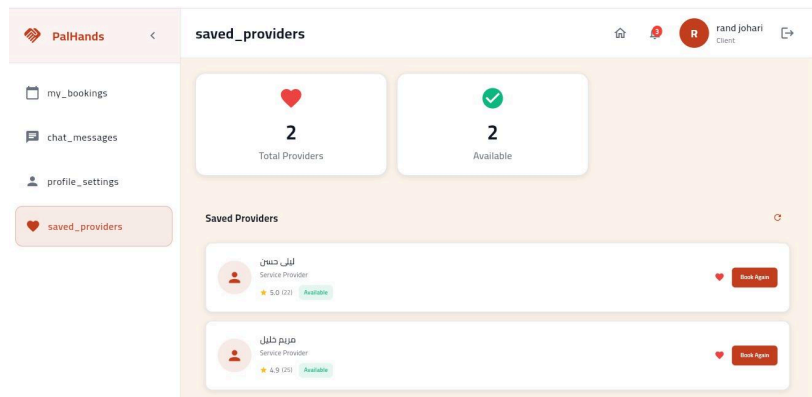 PalHands
my_bookings
chat_messages
profile_settings
saved_providers
saved_providers
3
R
rand johari
Client
2
Total Providers
2
Available
Saved Providers
ليلى حسن
Service Provider
5.0 (22) Available
Book Again
مريم خليل
Service Provider
4.9 (25) Available
Book Again